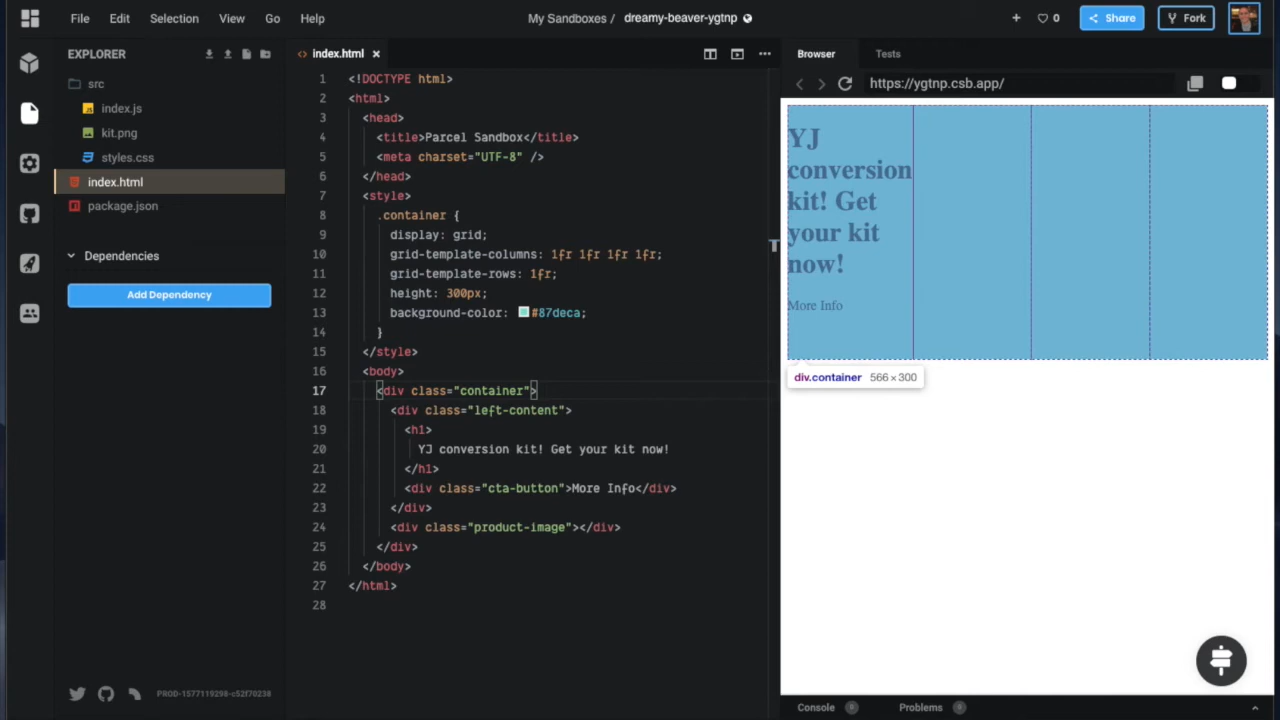 File Edit Selection View Go Help
My Sandboxes / dreamy-beaver-ygtnp
0 Share Fork
EXPLORER
src
index.js
kit.png
styles.css
index.html
package.json
Dependencies
Add Dependency
PROD-1577119298-c52f70238
index.html
1 <!DOCTYPE html>
2 <html>
3 <head>
4 <title>Parcel Sandbox</title>
5 <meta charset="UTF-8" />
6 </head>
7 <style>
8 .container {
9 display: grid;
10 grid-template-columns: 1fr 1fr 1fr 1fr;
11 grid-template-rows: 1fr;
12 height: 300px;
13 background-color: #87deca;
14 }
15 </style>
16 <body>
17 <div class="container">
18 <div class="left-content">
19 <h1>
20 YJ conversion kit! Get your kit now!
21 </h1>
22 <div class="cta-button">More Info</div>
23 </div>
24 <div class="product-image"></div>
25 </div>
26 </body>
27 </html>
28
Browser Tests
https://ygtnp.csb.app/
YJ
conversion
kit! Get
your kit
now!
More Info
div.container 566 × 300
Console 0 Problems 0